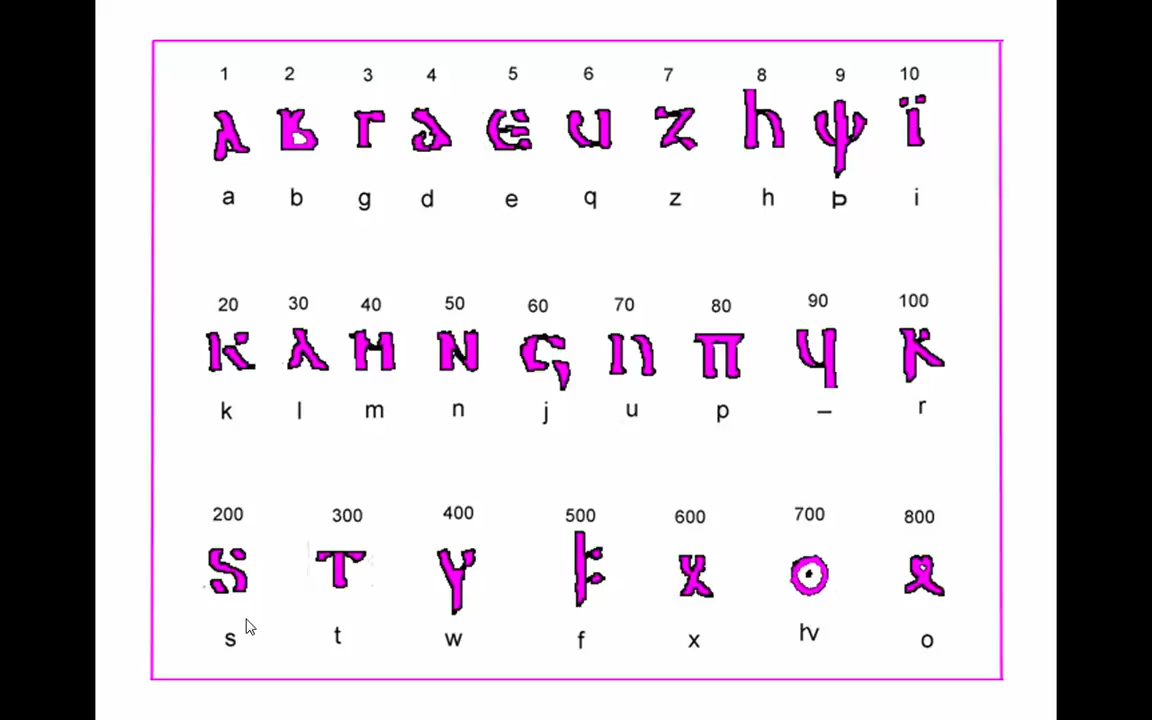 1 2 3 4 5 6 7 8 9 10
𐌰 𐌱 𐌲 𐌳 𐌴 𐌵 𐌶 𐌷 𐌸 𐌹̈
a b g d e q z h þ i
20 30 40 50 60 70 80 90 100
𐌺 𐌻 𐌼 𐌽 𐌾 𐌿 𐍀 𐍁 𐍂
k l m n j u p – r
200 300 400 500 600 700 800
𐍃 𐍄 𐍅 𐍆 𐍇 𐍈 𐍉
s t w f x ƕ o